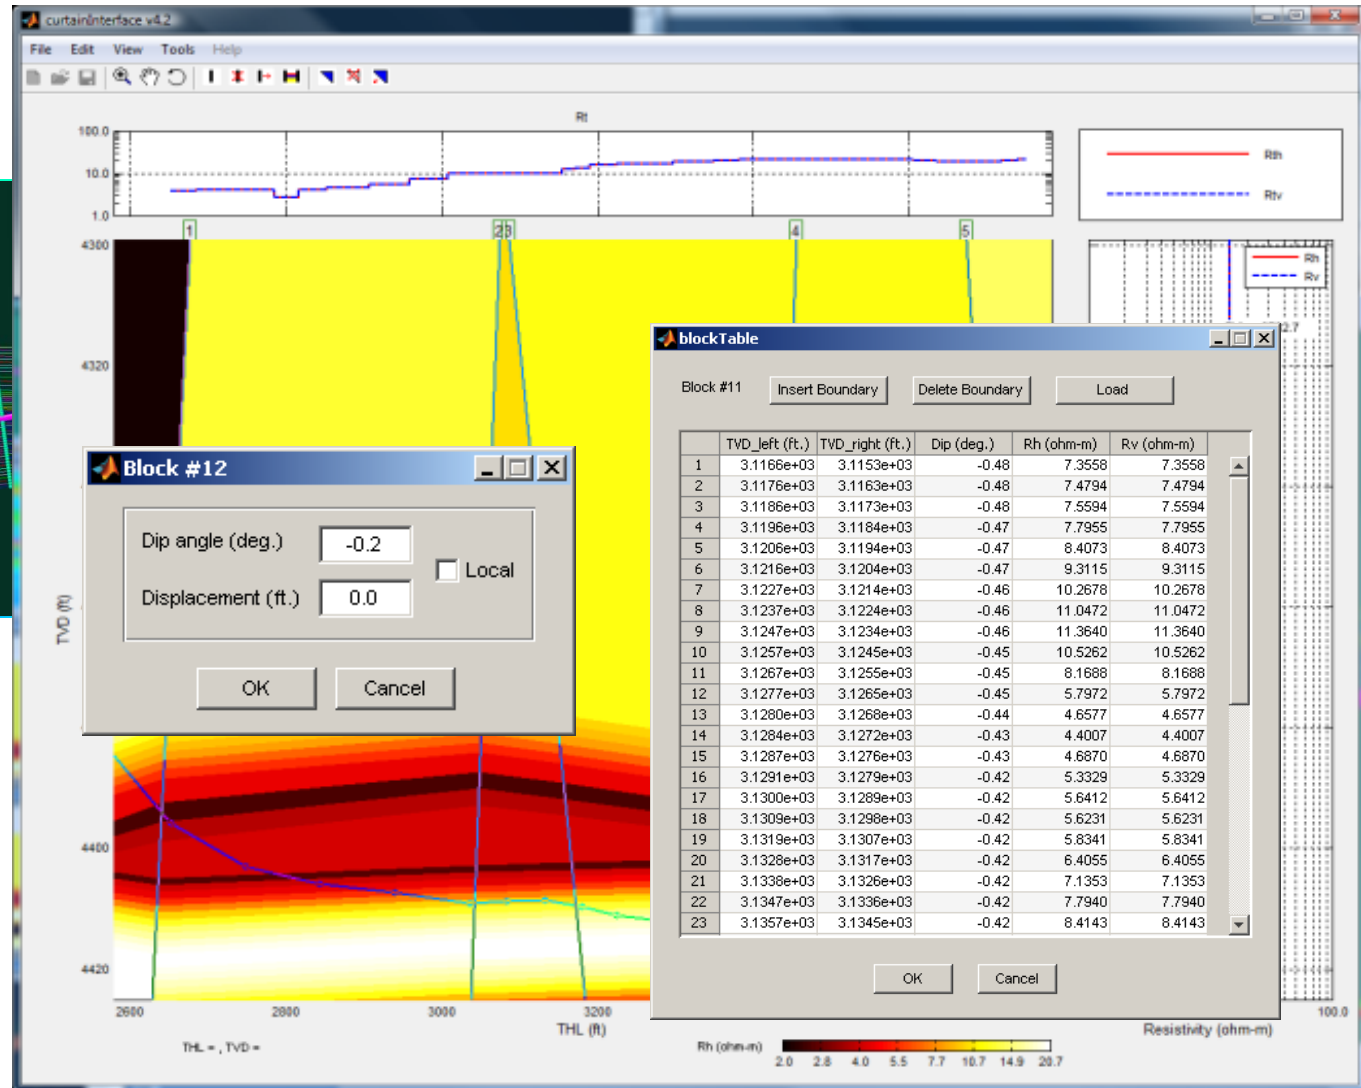 curtainInterface v4.2
File Edit View Tools Help
Rt
100.0
10.0
1.0
Rth
Rtv
1
2
3
4
5
4300
4320
Rh
Rv
2.7
blockTable
Block #11 Insert Boundary Delete Boundary Load
TVD_left (ft.) TVD_right (ft.) Dip (deg.) Rh (ohm-m) Rv (ohm-m)
1 3.1166e+03 3.1153e+03 -0.48 7.3558 7.3558
2 3.1176e+03 3.1163e+03 -0.48 7.4794 7.4794
3 3.1186e+03 3.1173e+03 -0.48 7.5594 7.5594
4 3.1196e+03 3.1184e+03 -0.47 7.7955 7.7955
5 3.1206e+03 3.1194e+03 -0.47 8.4073 8.4073
6 3.1216e+03 3.1204e+03 -0.47 9.3115 9.3115
7 3.1227e+03 3.1214e+03 -0.46 10.2678 10.2678
8 3.1237e+03 3.1224e+03 -0.46 11.0472 11.0472
9 3.1247e+03 3.1234e+03 -0.46 11.3640 11.3640
10 3.1257e+03 3.1245e+03 -0.45 10.5262 10.5262
11 3.1267e+03 3.1255e+03 -0.45 8.1688 8.1688
12 3.1277e+03 3.1265e+03 -0.45 5.7972 5.7972
13 3.1280e+03 3.1268e+03 -0.44 4.6577 4.6577
14 3.1284e+03 3.1272e+03 -0.43 4.4007 4.4007
15 3.1287e+03 3.1276e+03 -0.43 4.6870 4.6870
16 3.1291e+03 3.1279e+03 -0.42 5.3329 5.3329
17 3.1300e+03 3.1289e+03 -0.42 5.6412 5.6412
18 3.1309e+03 3.1298e+03 -0.42 5.6231 5.6231
19 3.1319e+03 3.1307e+03 -0.42 5.8341 5.8341
20 3.1328e+03 3.1317e+03 -0.42 6.4055 6.4055
21 3.1338e+03 3.1326e+03 -0.42 7.1353 7.1353
22 3.1347e+03 3.1336e+03 -0.42 7.7940 7.7940
23 3.1357e+03 3.1345e+03 -0.42 8.4143 8.4143
OK Cancel
Block #12
Dip angle (deg.) -0.2
Local
Displacement (ft.) 0.0
OK Cancel
TVD (ft)
4400
4420
2600 2800 3000 3200 100.0
THL (ft)
Resistivity (ohm-m)
THL = , TVD =
Rh (ohm-m)
2.0 2.8 4.0 5.5 7.7 10.7 14.9 20.7